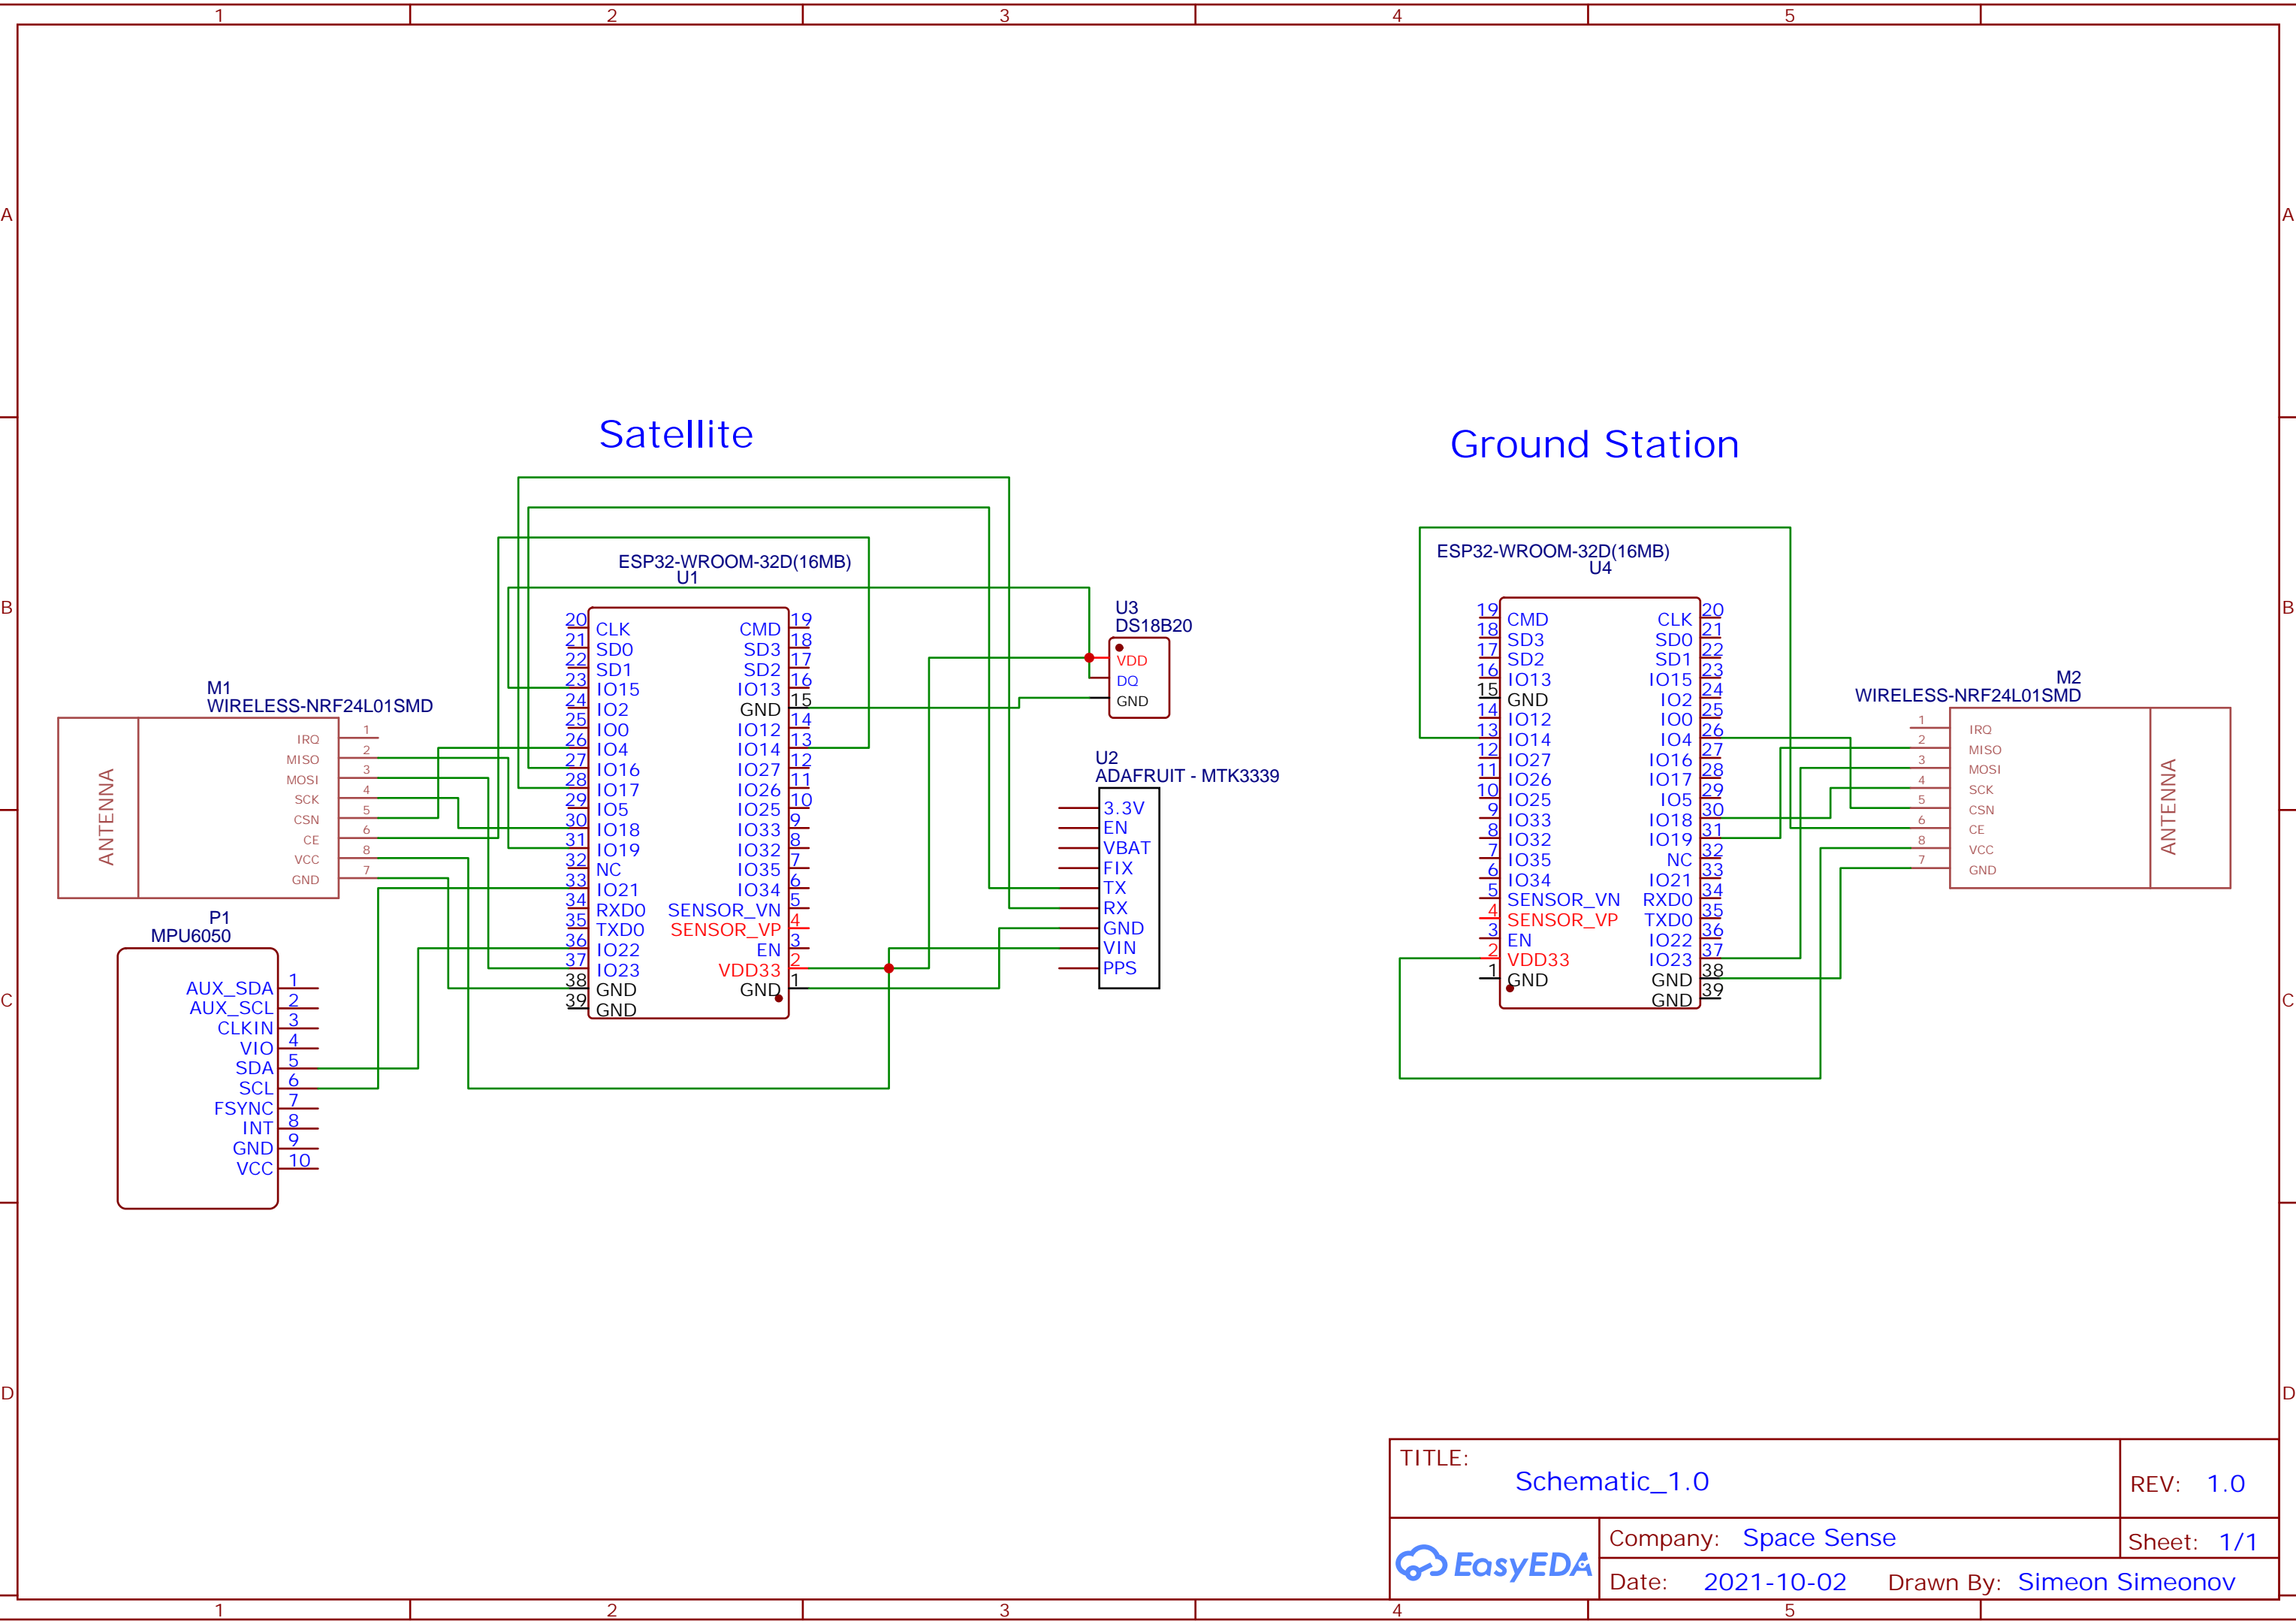 1 2 3 4 5
A A
B B
C C
D D
Satellite
Ground Station
ESP32-WROOM-32D(16MB)
U1
20 CLK CMD 19
21 SD0 SD3 18
22 SD1 SD2 17
23 IO15 IO13 16
24 IO2 GND 15
25 IO0 IO12 14
26 IO4 IO14 13
27 IO16 IO27 12
28 IO17 IO26 11
29 IO5 IO25 10
30 IO18 IO33 9
31 IO19 IO32 8
32 NC IO35 7
33 IO21 IO34 6
34 RXD0 SENSOR_VN 5
35 TXD0 SENSOR_VP 4
36 IO22 EN 3
37 IO23 VDD33 2
38 GND GND 1
39 GND
M1
WIRELESS-NRF24L01SMD
ANTENNA
IRQ 1
MISO 2
MOSI 3
SCK 4
CSN 5
CE 6
VCC 8
GND 7
P1
MPU6050
AUX_SDA 1
AUX_SCL 2
CLKIN 3
VIO 4
SDA 5
SCL 6
FSYNC 7
INT 8
GND 9
VCC 10
U3
DS18B20
VDD
DQ
GND
U2
ADAFRUIT - MTK3339
3.3V
EN
VBAT
FIX
TX
RX
GND
VIN
PPS
ESP32-WROOM-32D(16MB)
U4
19 CMD CLK 20
18 SD3 SD0 21
17 SD2 SD1 22
16 IO13 IO15 23
15 GND IO2 24
14 IO12 IO0 25
13 IO14 IO4 26
12 IO27 IO16 27
11 IO26 IO17 28
10 IO25 IO5 29
9 IO33 IO18 30
8 IO32 IO19 31
7 IO35 NC 32
6 IO34 IO21 33
5 SENSOR_VN RXD0 34
4 SENSOR_VP TXD0 35
3 EN IO22 36
2 VDD33 IO23 37
1 GND GND 38
GND 39
M2
WIRELESS-NRF24L01SMD
1 IRQ
2 MISO
3 MOSI
4 SCK
5 CSN
6 CE
8 VCC
7 GND
ANTENNA
TITLE:
Schematic_1.0
REV: 1.0
EasyEDA
Company: Space Sense
Sheet: 1/1
Date: 2021-10-02 Drawn By: Simeon Simeonov
1 2 3 4 5